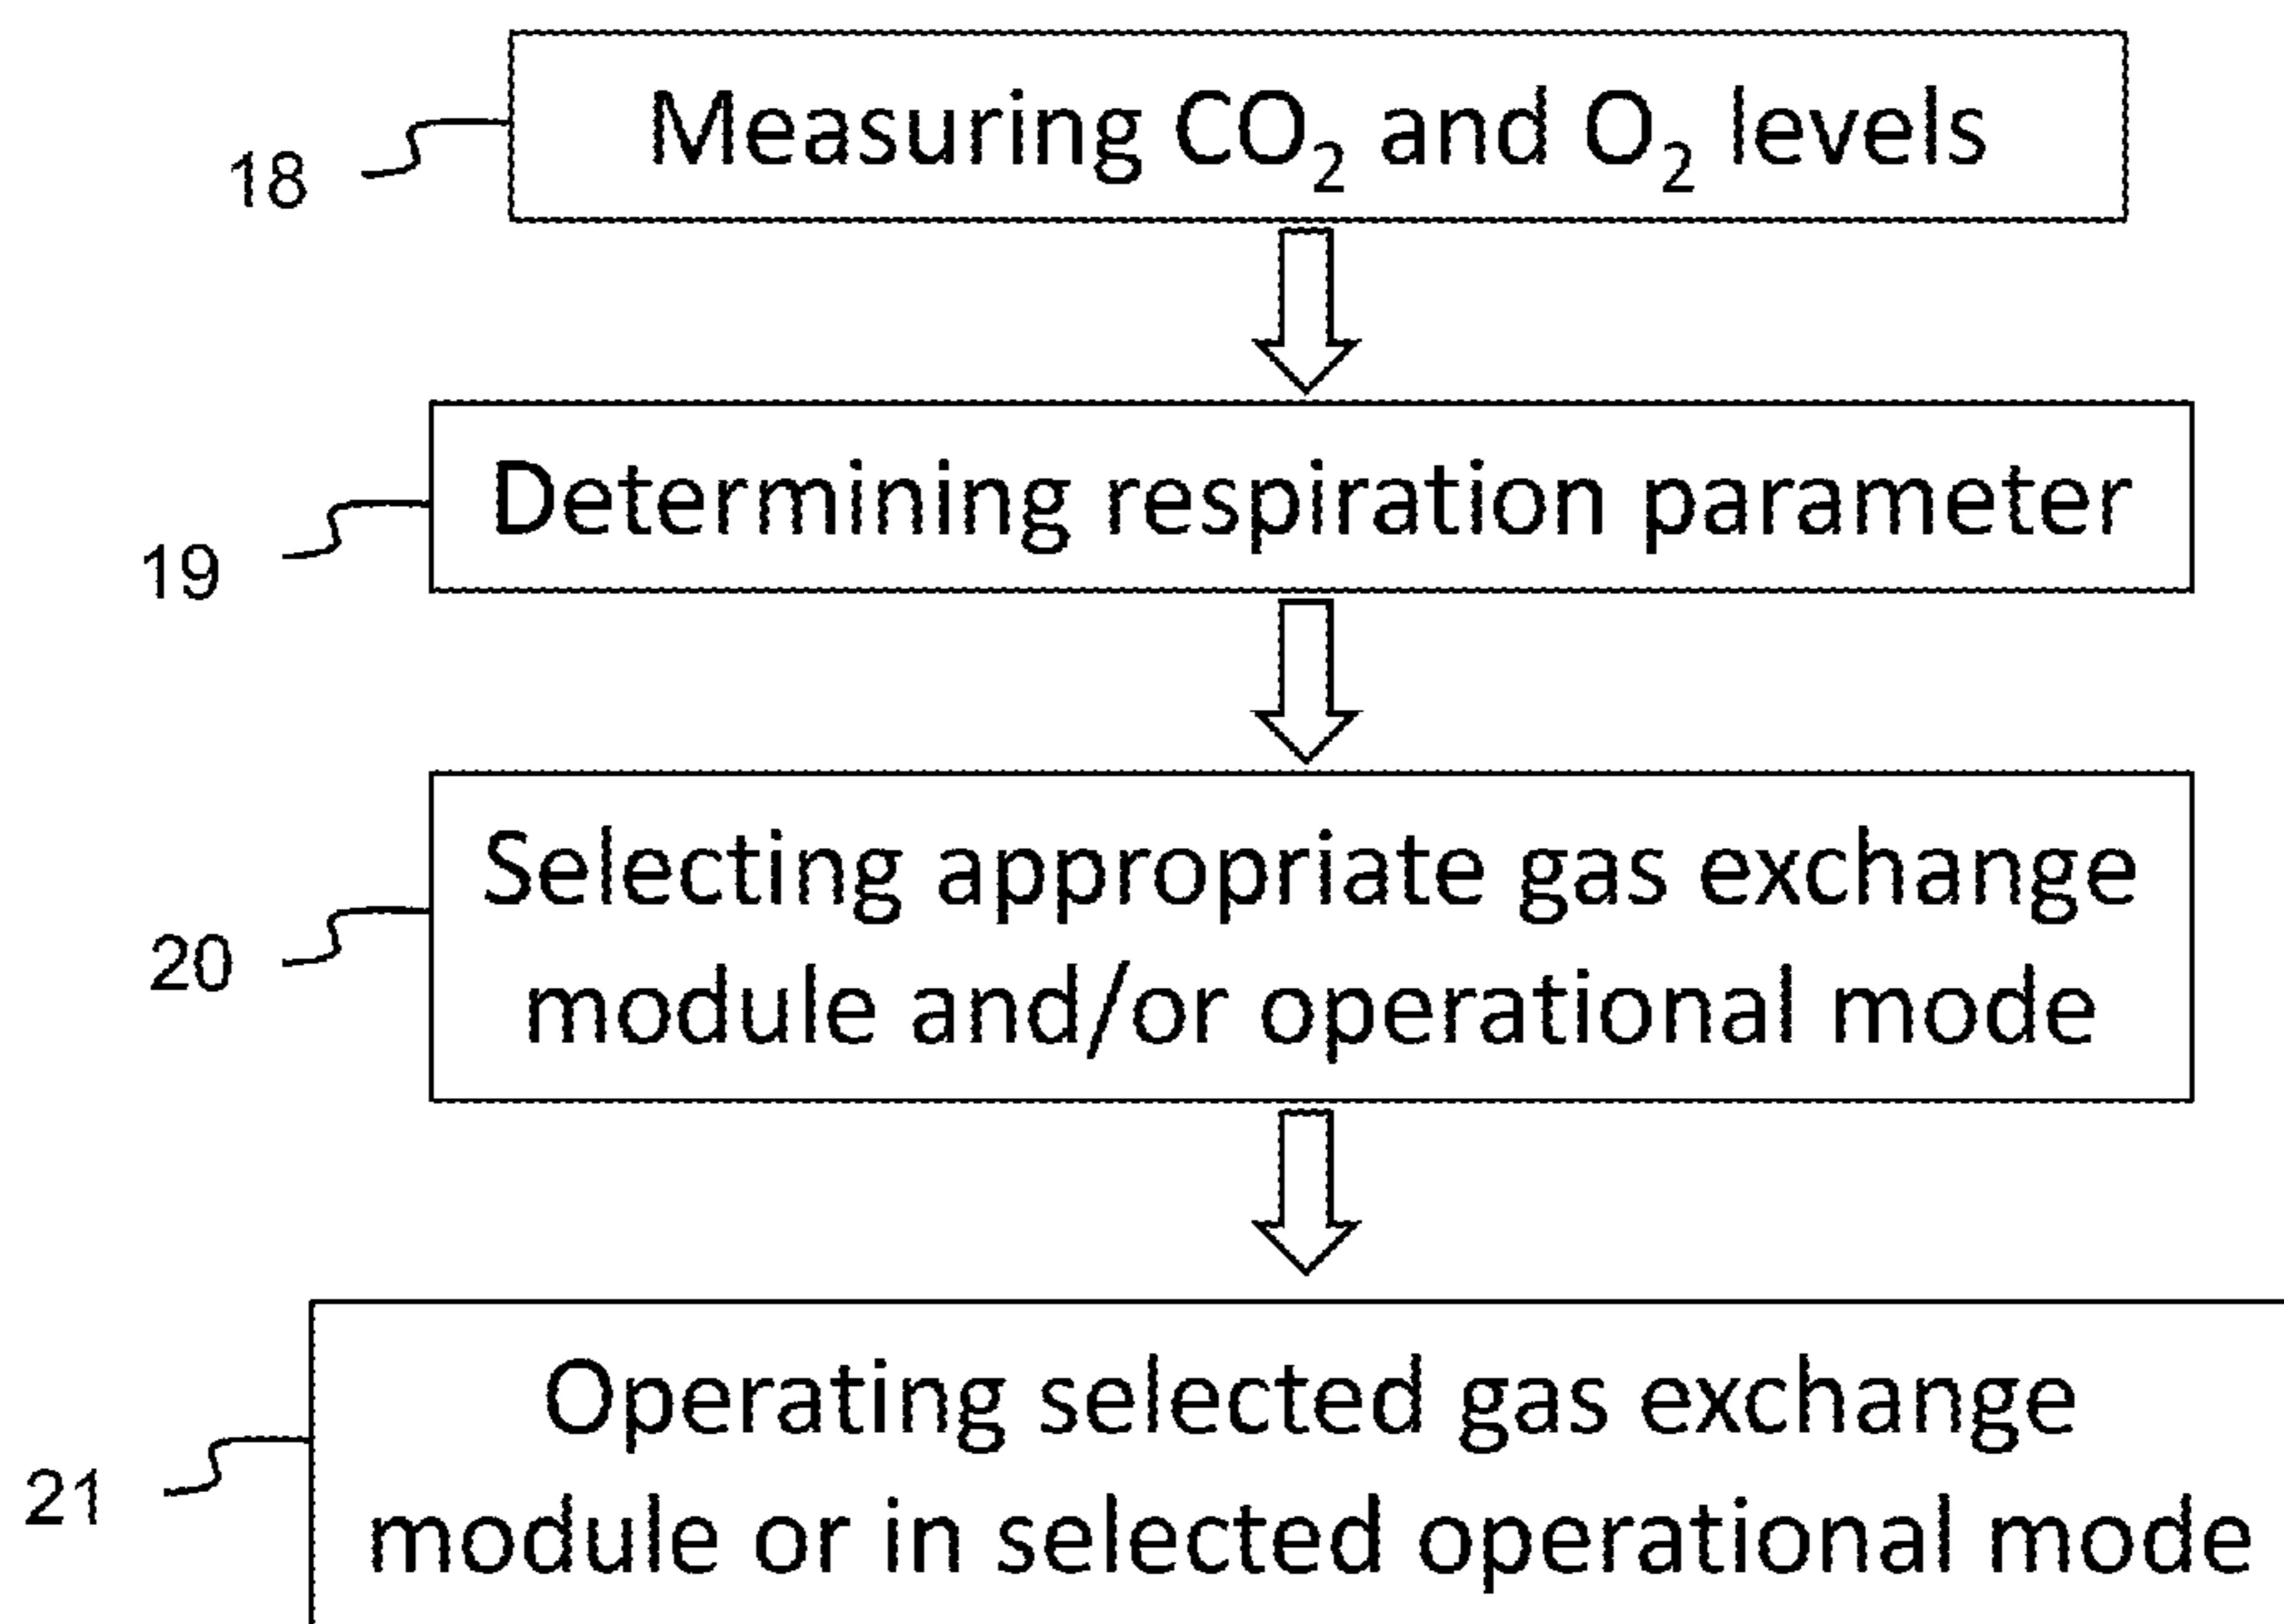 Measuring CO₂ and O₂ levels
18
Determining respiration parameter
19
Selecting appropriate gas exchange
module and/or operational mode
20
Operating selected gas exchange
module or in selected operational mode
21